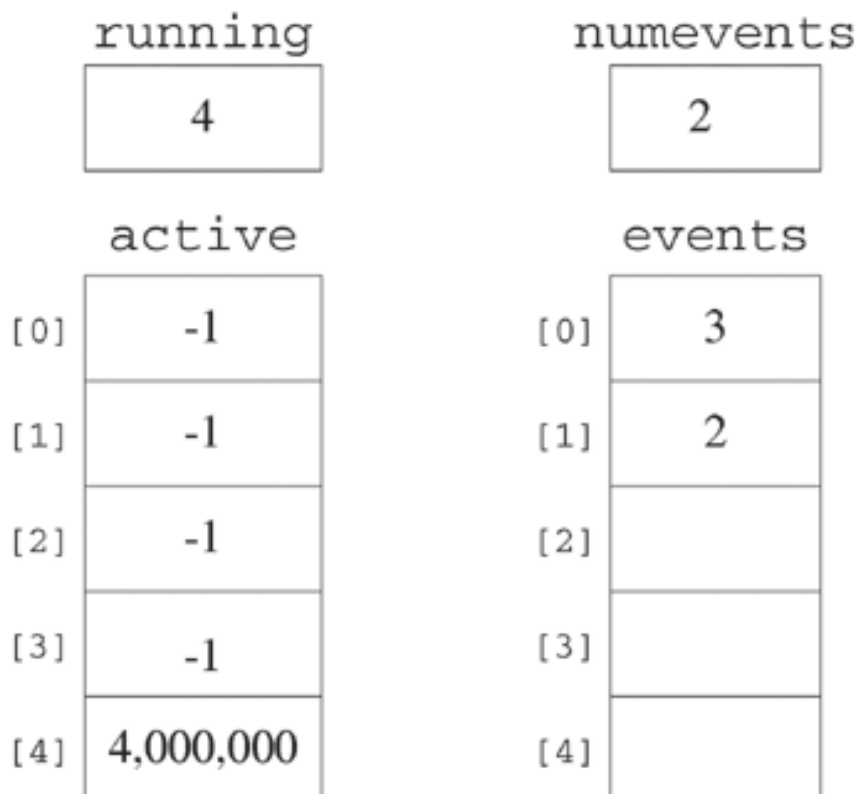 running numevents
4 2
active events
[0] -1 [0] 3
[1] -1 [1] 2
[2] -1 [2]
[3] -1 [3]
[4] 4,000,000 [4]